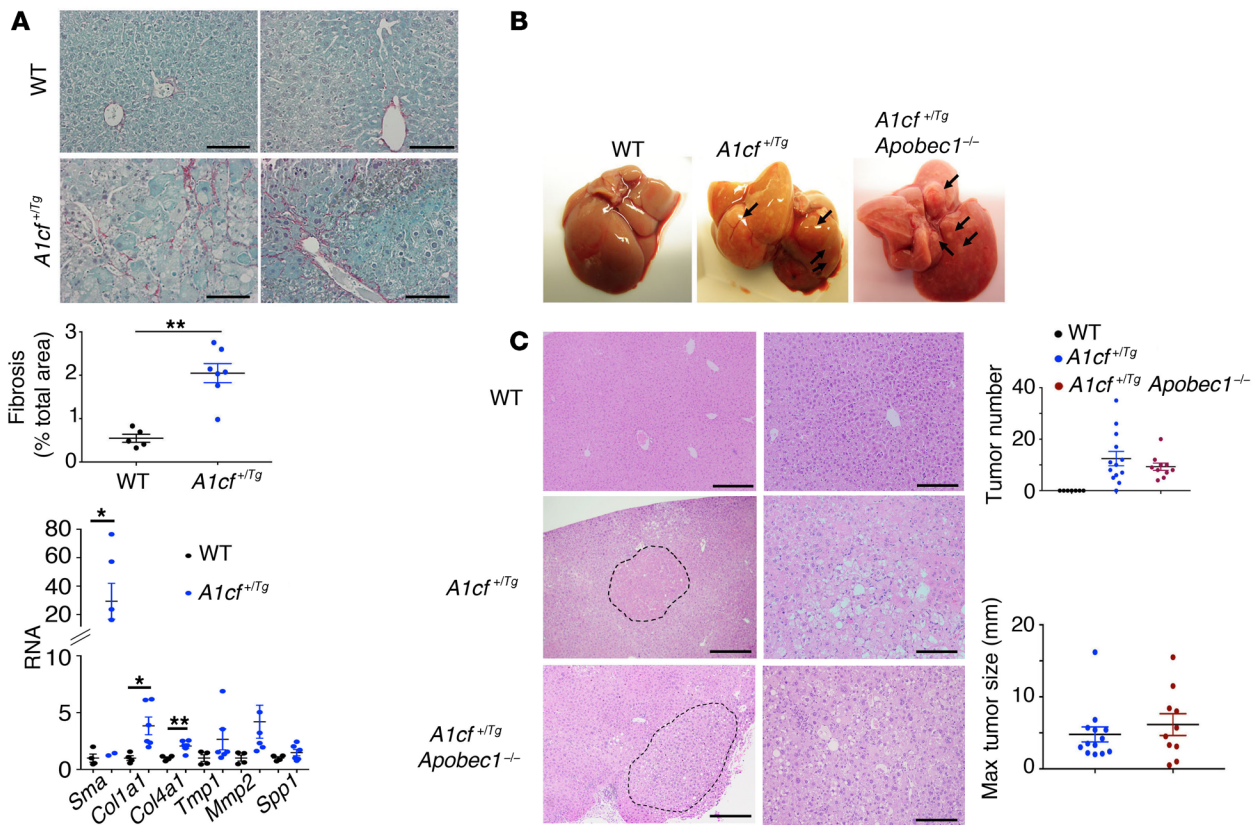 A
WT
A1cf +/Tg
Fibrosis
(% total area)
3
2
1
0
**
WT
A1cf +/Tg
RNA
80
60
40
20
10
5
0
*
WT
A1cf +/Tg
*
**
Sma
Col1a1
Col4a1
Tmp1
Mmp2
Spp1
B
WT
A1cf +/Tg
A1cf +/Tg
Apobec1–/–
C
WT
A1cf +/Tg
A1cf +/Tg
Apobec1–/–
WT
A1cf +/Tg
A1cf +/Tg Apobec1–/–
Tumor number
40
20
0
Max tumor size (mm)
20
10
0